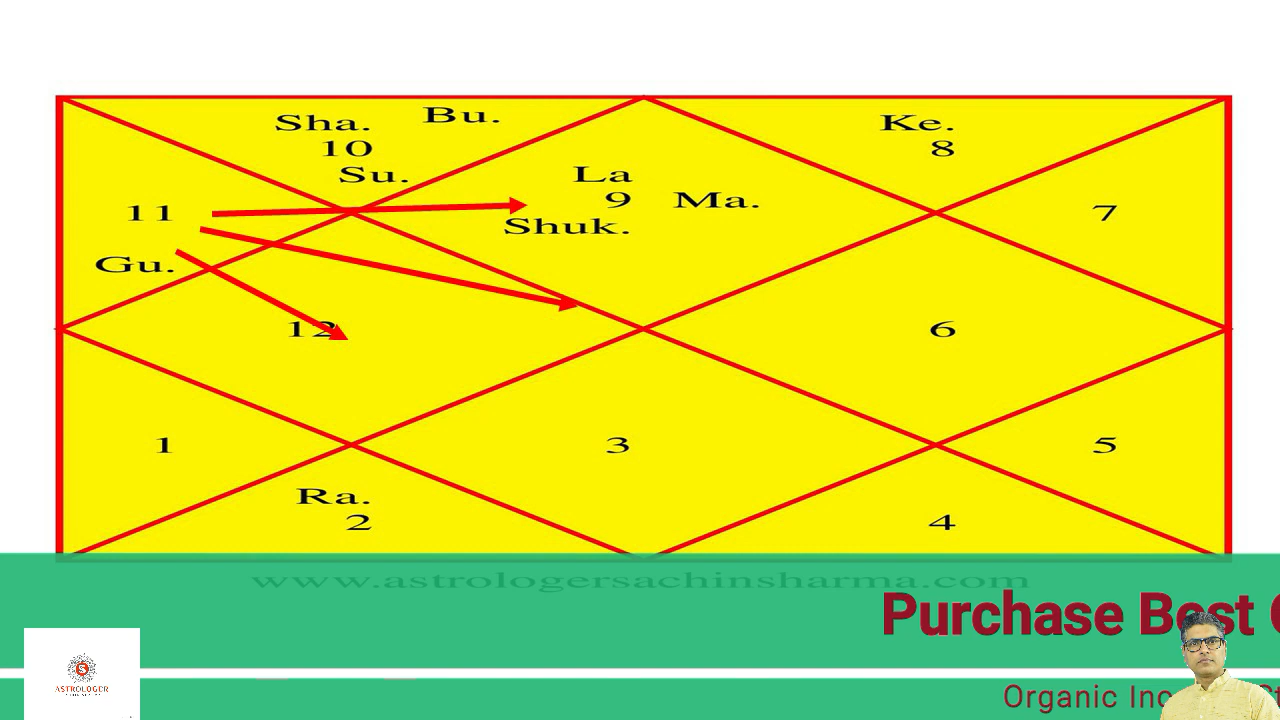 Sha. Bu.
10
Su.
La
9 Ma.
Shuk.
Ke.
8
11
Gu.
7
12
6
1
3
5
Ra.
2
4
www.astrologersachinsharma.com
Purchase Best
Organic
ASTROLOGER